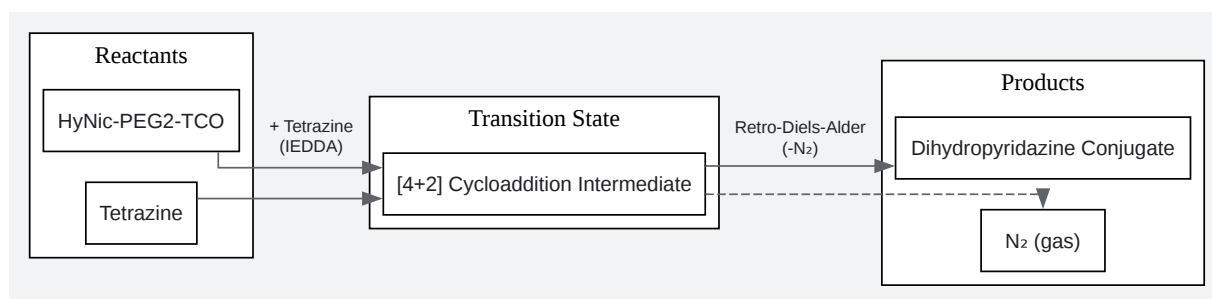 Reactants
HyNic-PEG2-TCO
Tetrazine
+ Tetrazine
(IEDDA)
Transition State
[4+2] Cycloaddition Intermediate
Retro-Diels-Alder
(-N₂)
Products
Dihydropyridazine Conjugate
N₂ (gas)